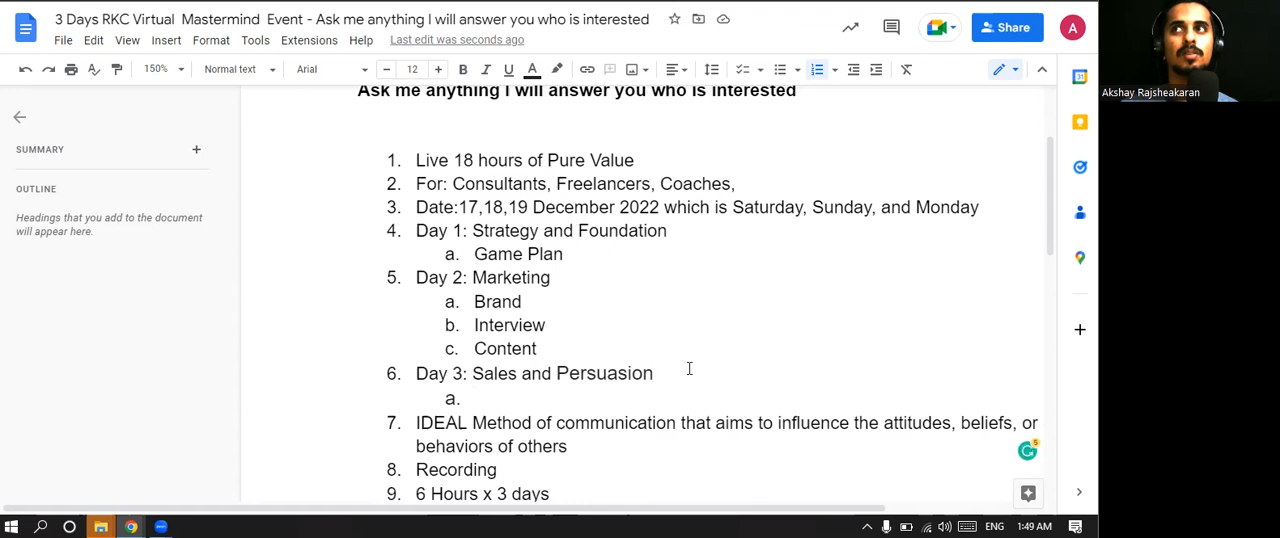 3 Days RKC Virtual Mastermind Event - Ask me anything I will answer you who is interested
File Edit View Insert Format Tools Extensions Help Last edit was seconds ago
Share
A
150% Normal text Arial 12 B I U A
Akshay Rajsheakaran
Ask me anything I will answer you who is interested
SUMMARY
OUTLINE
Headings that you add to the document
will appear here.
1. Live 18 hours of Pure Value
2. For: Consultants, Freelancers, Coaches,
3. Date:17,18,19 December 2022 which is Saturday, Sunday, and Monday
4. Day 1: Strategy and Foundation
a. Game Plan
5. Day 2: Marketing
a. Brand
b. Interview
c. Content
6. Day 3: Sales and Persuasion
a.
7. IDEAL Method of communication that aims to influence the attitudes, beliefs, or
behaviors of others
8. Recording
9. 6 Hours x 3 days
5
ENG 1:49 AM